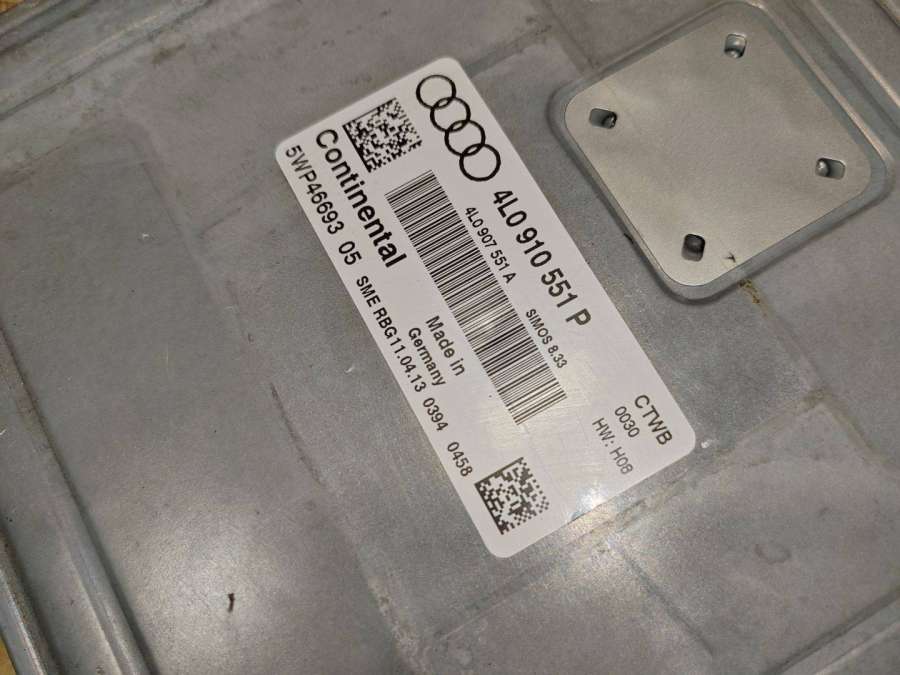 4L0 910 551 P
4L0 907 551 A
SIMOS 8.33
CTWB
0030
HW: H08
Made in
Germany
Continental
5WP46693 05 SME RBG11.04.13 0394 0458